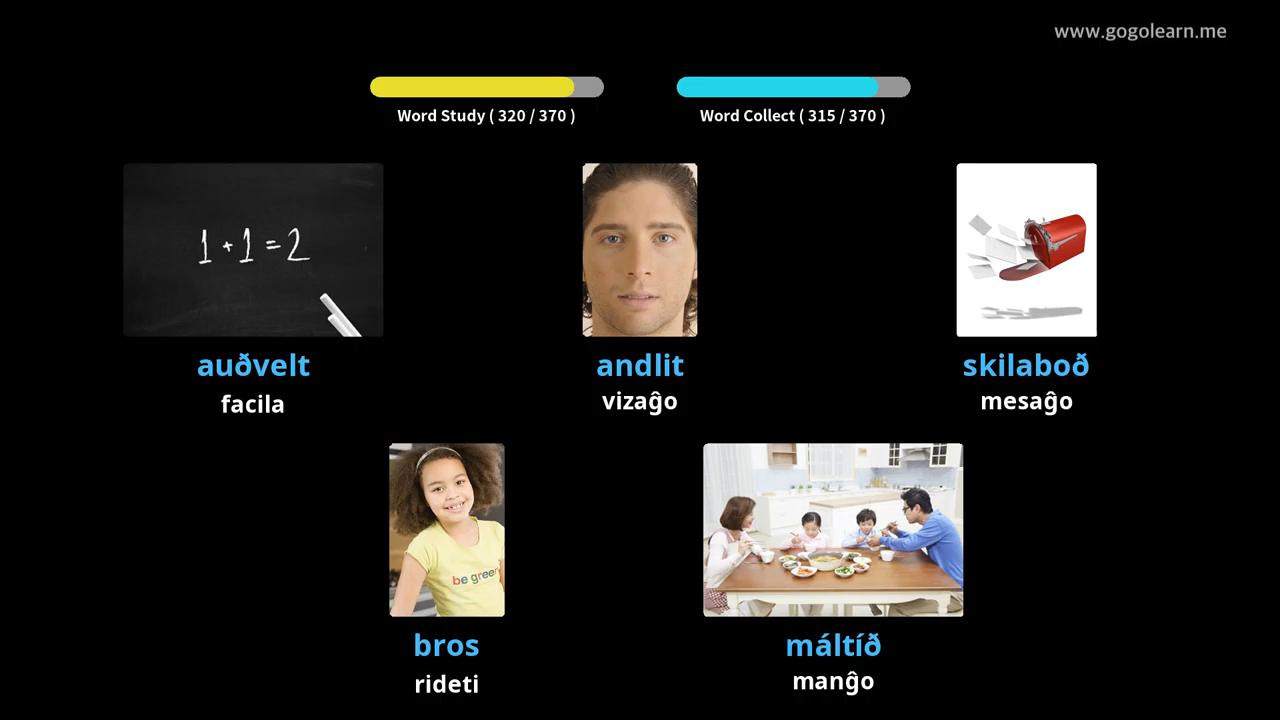 www.gogolearn.me
Word Study ( 320 / 370 )
Word Collect ( 315 / 370 )
1 + 1 = 2
auðvelt
facila
andlit
vizaĝo
skilaboð
mesaĝo
be green
bros
rideti
máltíð
manĝo